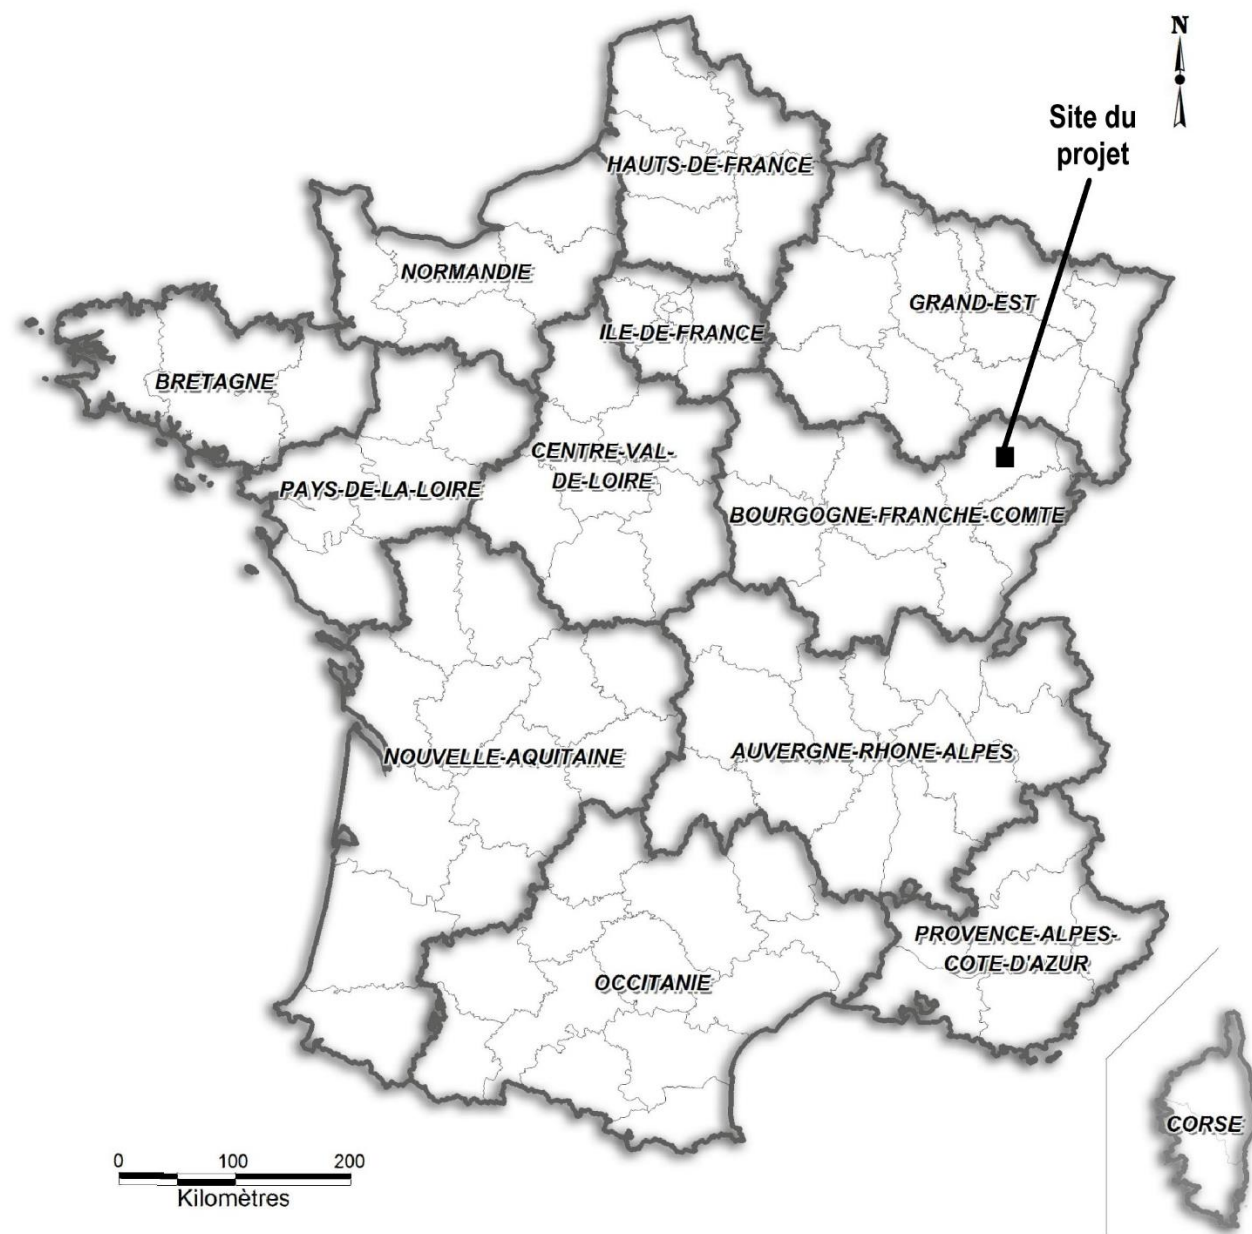 N
Site du
projet
HAUTS-DE-FRANCE
NORMANDIE
GRAND-EST
ILE-DE-FRANCE
BRETAGNE
CENTRE-VAL-
DE-LOIRE
PAYS-DE-LA-LOIRE
BOURGOGNE-FRANCHE-COMTE
NOUVELLE-AQUITAINE
AUVERGNE-RHONE-ALPES
PROVENCE-ALPES-
COTE-D'AZUR
OCCITANIE
CORSE
0 100 200
Kilomètres